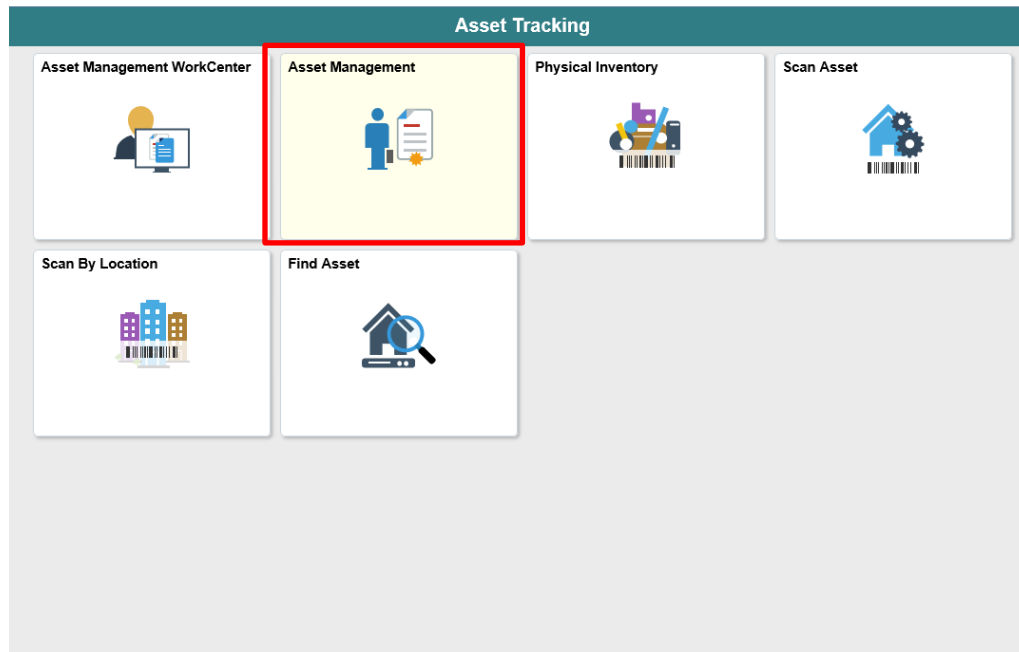 Asset Tracking
Asset Management WorkCenter
Asset Management
Physical Inventory
Scan Asset
Scan By Location
Find Asset